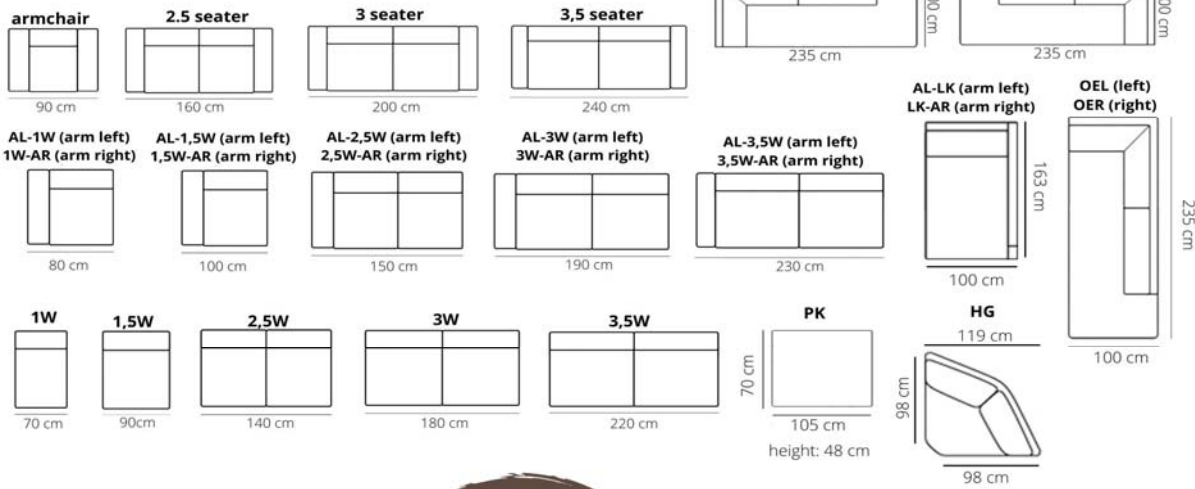 235 cm
235 cm
armchair
2.5 seater
3 seater
3,5 seater
90 cm
160 cm
200 cm
240 cm
AL-LK (arm left)
LK-AR (arm right)
163 cm
100 cm
OEL (left)
OER (right)
235 cm
100 cm
AL-1W (arm left)
1W-AR (arm right)
80 cm
AL-1,5W (arm left)
1,5W-AR (arm right)
100 cm
AL-2,5W (arm left)
2,5W-AR (arm right)
150 cm
AL-3W (arm left)
3W-AR (arm right)
190 cm
AL-3,5W (arm left)
3,5W-AR (arm right)
230 cm
1W
70 cm
1,5W
90cm
2,5W
140 cm
3W
180 cm
3,5W
220 cm
PK
70 cm
105 cm
height: 48 cm
HG
119 cm
98 cm
98 cm